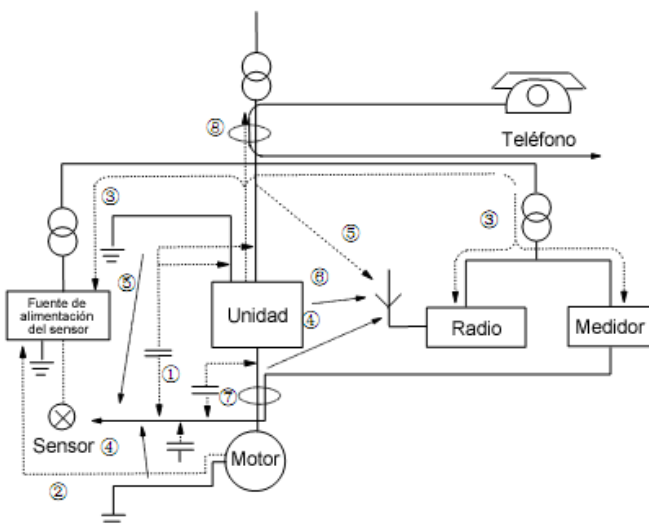 ⑧
Teléfono
③
③
⑤
⑤
⑥
Fuente de
alimentación
del sensor
Unidad
④
Radio
Medidor
①
⑦
Sensor
④
Motor
②